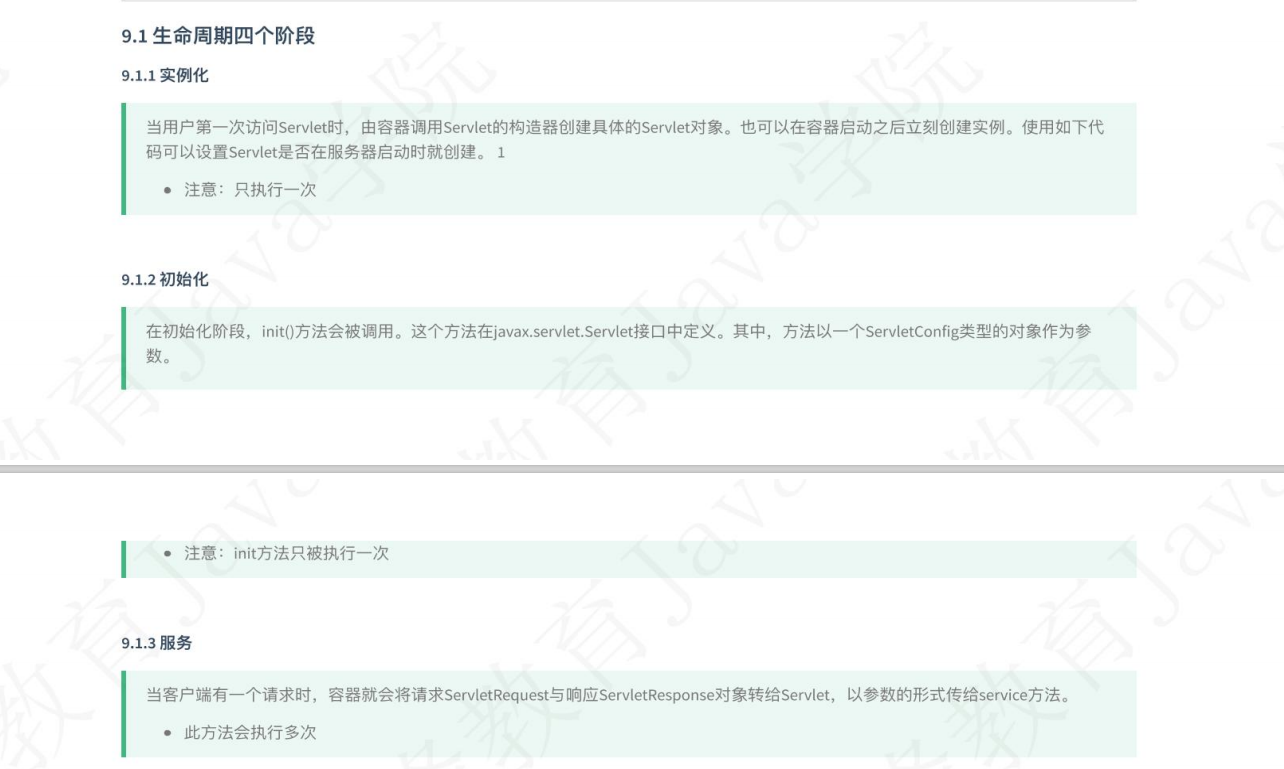 9.1 生命周期四个阶段
9.1.1 实例化
当用户第一次访问Servlet时，由容器调用Servlet的构造器创建具体的Servlet对象。也可以在容器启动之后立刻创建实例。使用如下代
码可以设置Servlet是否在服务器启动时就创建。 1
● 注意：只执行一次
9.1.2 初始化
在初始化阶段，init()方法会被调用。这个方法在javax.servlet.Servlet接口中定义。其中，方法以一个ServletConfig类型的对象作为参
数。
● 注意：init方法只被执行一次
9.1.3 服务
当客户端有一个请求时，容器就会将请求ServletRequest与响应ServletResponse对象转给Servlet，以参数的形式传给service方法。
● 此方法会执行多次